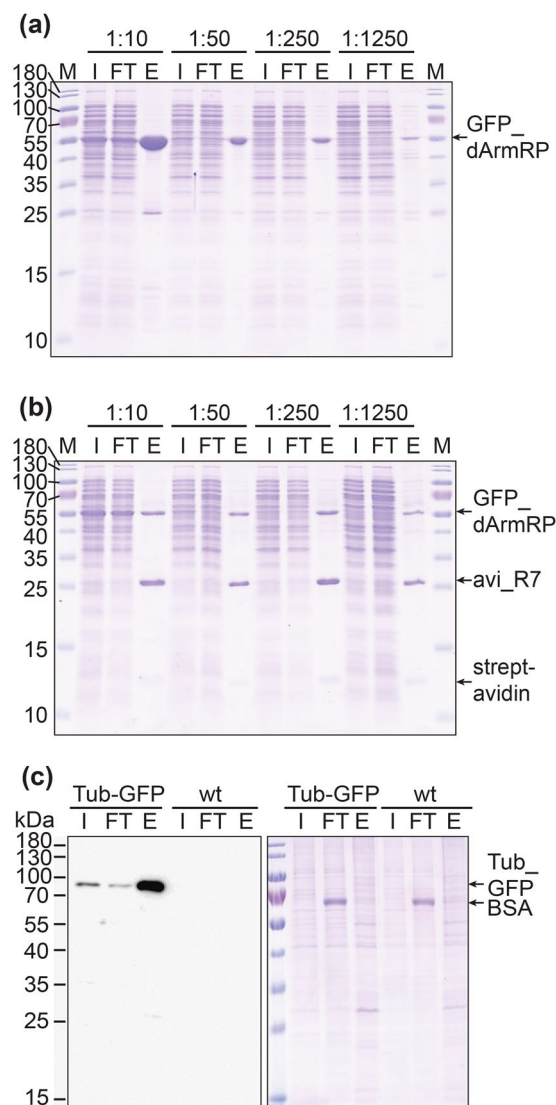 (a)
1:10 1:50 1:250 1:1250
M I FT E I FT E I FT E I FT E M
180
130
100
70
55
40
35
25
15
10
GFP_
dArmRP
(b)
1:10 1:50 1:250 1:1250
M I FT E I FT E I FT E I FT E M
180
130
100
70
55
40
35
25
15
10
GFP_
dArmRP
avi_R7
strept-
avidin
(c)
Tub-GFP wt Tub-GFP wt
kDa I FT E I FT E I FT E I FT E
180
130
100
70
55
40
35
25
15
Tub_
GFP
BSA